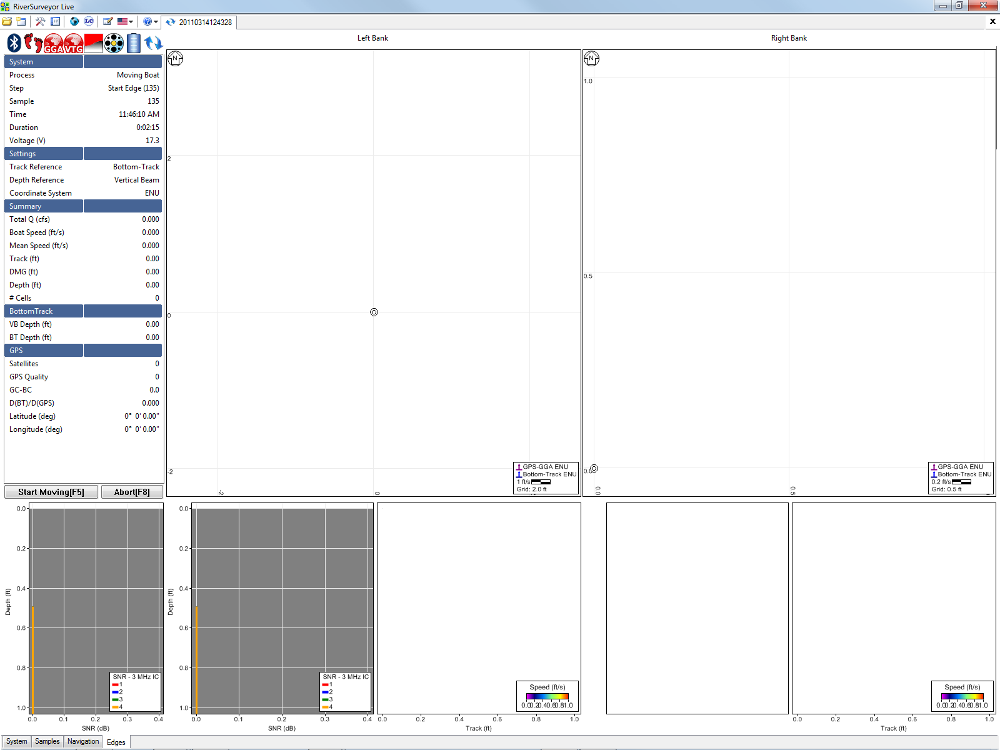 RiverSurveyor Live
LC
20110314124328
GGA VTG
Left Bank
Right Bank
System
Process Moving Boat
Step Start Edge (135)
Sample 135
Time 11:46:10 AM
Duration 0:02:15
Voltage (V) 17.3
Settings
Track Reference Bottom-Track
Depth Reference Vertical Beam
Coordinate System ENU
Summary
Total Q (cfs) 0.000
Boat Speed (ft/s) 0.000
Mean Speed (ft/s) 0.000
Track (ft) 0.00
DMG (ft) 0.00
Depth (ft) 0.00
# Cells 0
BottomTrack
VB Depth (ft) 0.00
BT Depth (ft) 0.00
GPS
Satellites 0
GPS Quality 0
GC-BC 0.0
D(BT)/D(GPS) 0.000
Latitude (deg) 0° 0' 0.00"
Longitude (deg) 0° 0' 0.00"
Start Moving[F5] Abort[F8]
N
2
0
-2
-2 0
GPS-GGA ENU
Bottom-Track ENU
1 ft/s
Grid: 2.0 ft
N
1.0
0.5
0.0
0.0 0.5
GPS-GGA ENU
Bottom-Track ENU
0.2 ft/s
Grid: 0.5 ft
Depth (ft)
0.0
0.2
0.4
0.6
0.8
1.0
SNR - 3 MHz IC
1
2
3
4
0.0 0.1 0.2 0.3 0.4
SNR (dB)
Depth (ft)
0.0
0.2
0.4
0.6
0.8
1.0
SNR - 3 MHz IC
1
2
3
4
0.0 0.1 0.2 0.3 0.4
SNR (dB)
Speed (ft/s)
0.0 0.2 0.4 0.6 0.8 1.0
0.0 0.2 0.4 0.6 0.8 1.0
Track (ft)
Speed (ft/s)
0.0 0.2 0.4 0.6 0.8 1.0
0.0 0.2 0.4 0.6 0.8 1.0
Track (ft)
System Samples Navigation Edges